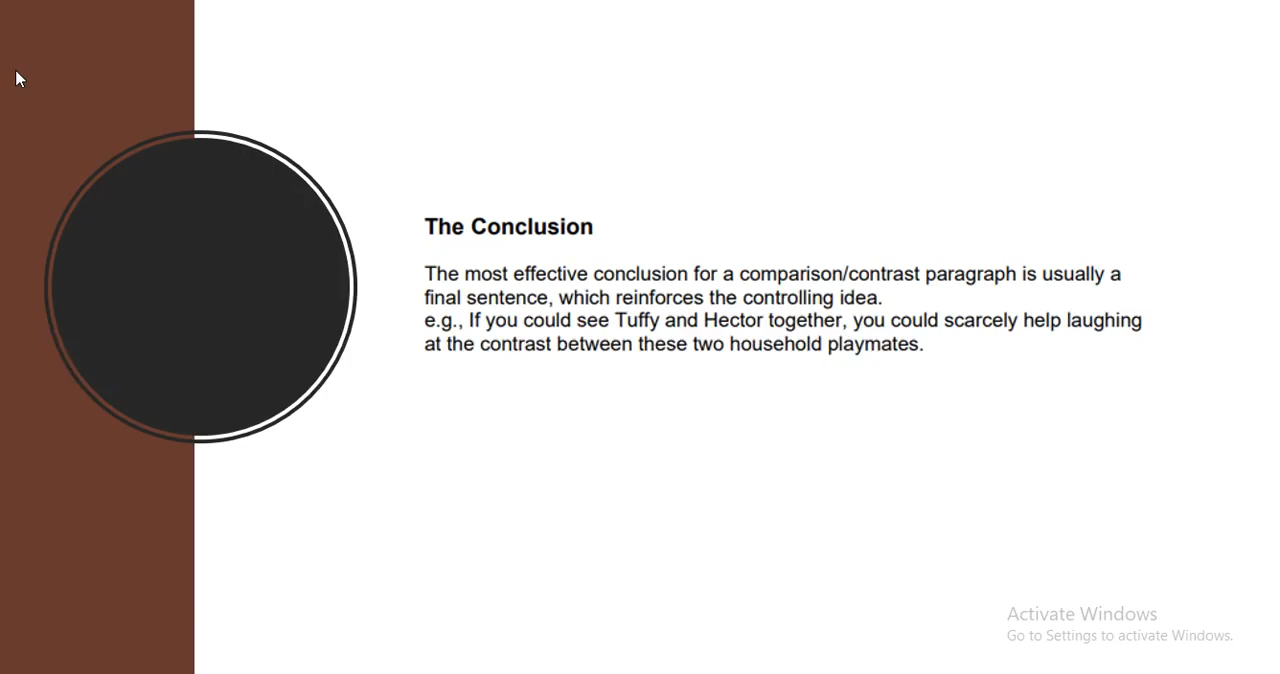 The Conclusion
The most effective conclusion for a comparison/contrast paragraph is usually a
final sentence, which reinforces the controlling idea.
e.g., If you could see Tuffy and Hector together, you could scarcely help laughing
at the contrast between these two household playmates.
Activate Windows
Go to Settings to activate Windows.